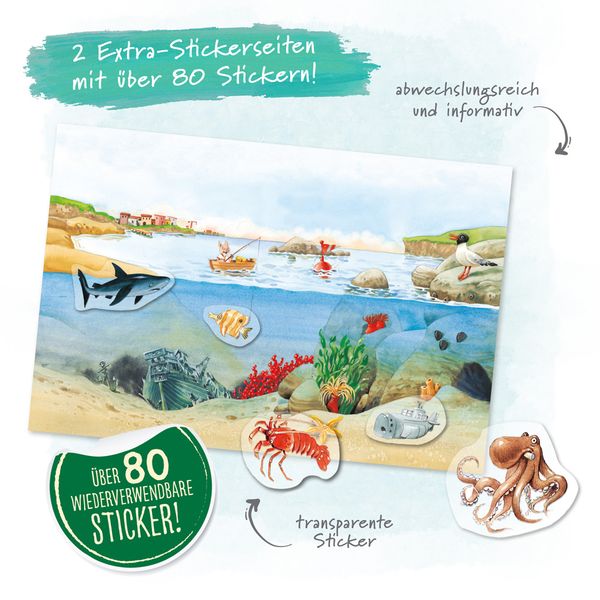 2 Extra-Stickerseiten
mit über 80 Stickern!
abwechslungsreich
und informativ
ÜBER 80
WIEDERVERWENDBARE
STICKER!
transparente
Sticker